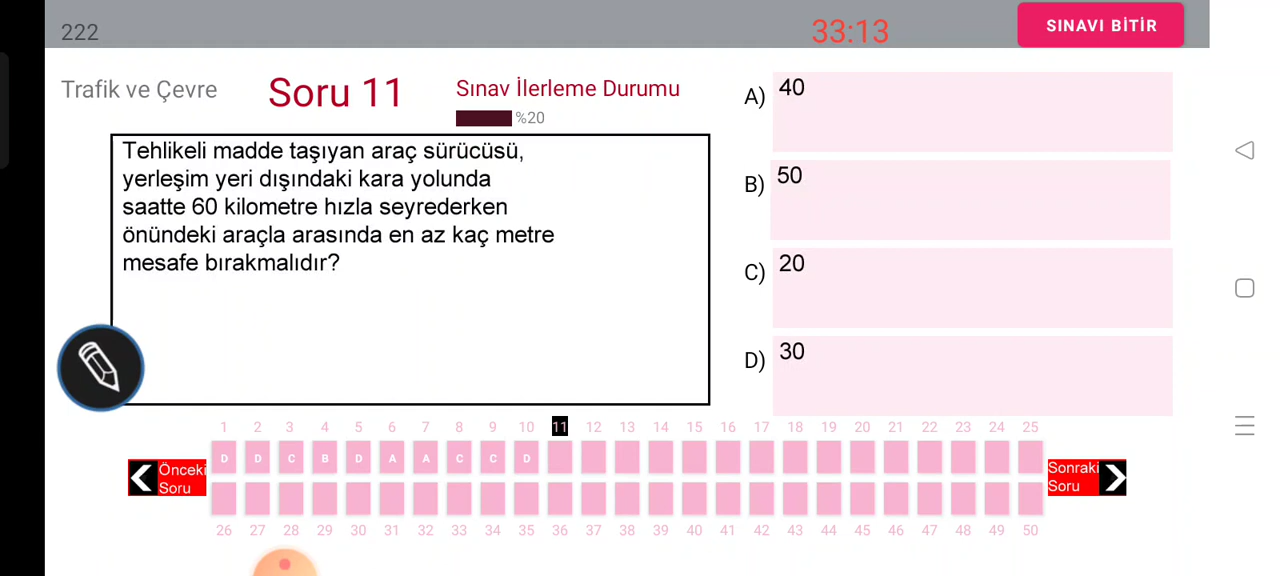 222
33:13
SINAVI BİTİR
Trafik ve Çevre
Soru 11
Sınav İlerleme Durumu
%20
Tehlikeli madde taşıyan araç sürücüsü,
yerleşim yeri dışındaki kara yolunda
saatte 60 kilometre hızla seyrederken
önündeki araçla arasında en az kaç metre
mesafe bırakmalıdır?
A) 40
B) 50
C) 20
D) 30
1 2 3 4 5 6 7 8 9 10 11 12 13 14 15 16 17 18 19 20 21 22 23 24 25
D D C B D A A C C D
Önceki
Soru
Sonraki
Soru
26 27 28 29 30 31 32 33 34 35 36 37 38 39 40 41 42 43 44 45 46 47 48 49 50